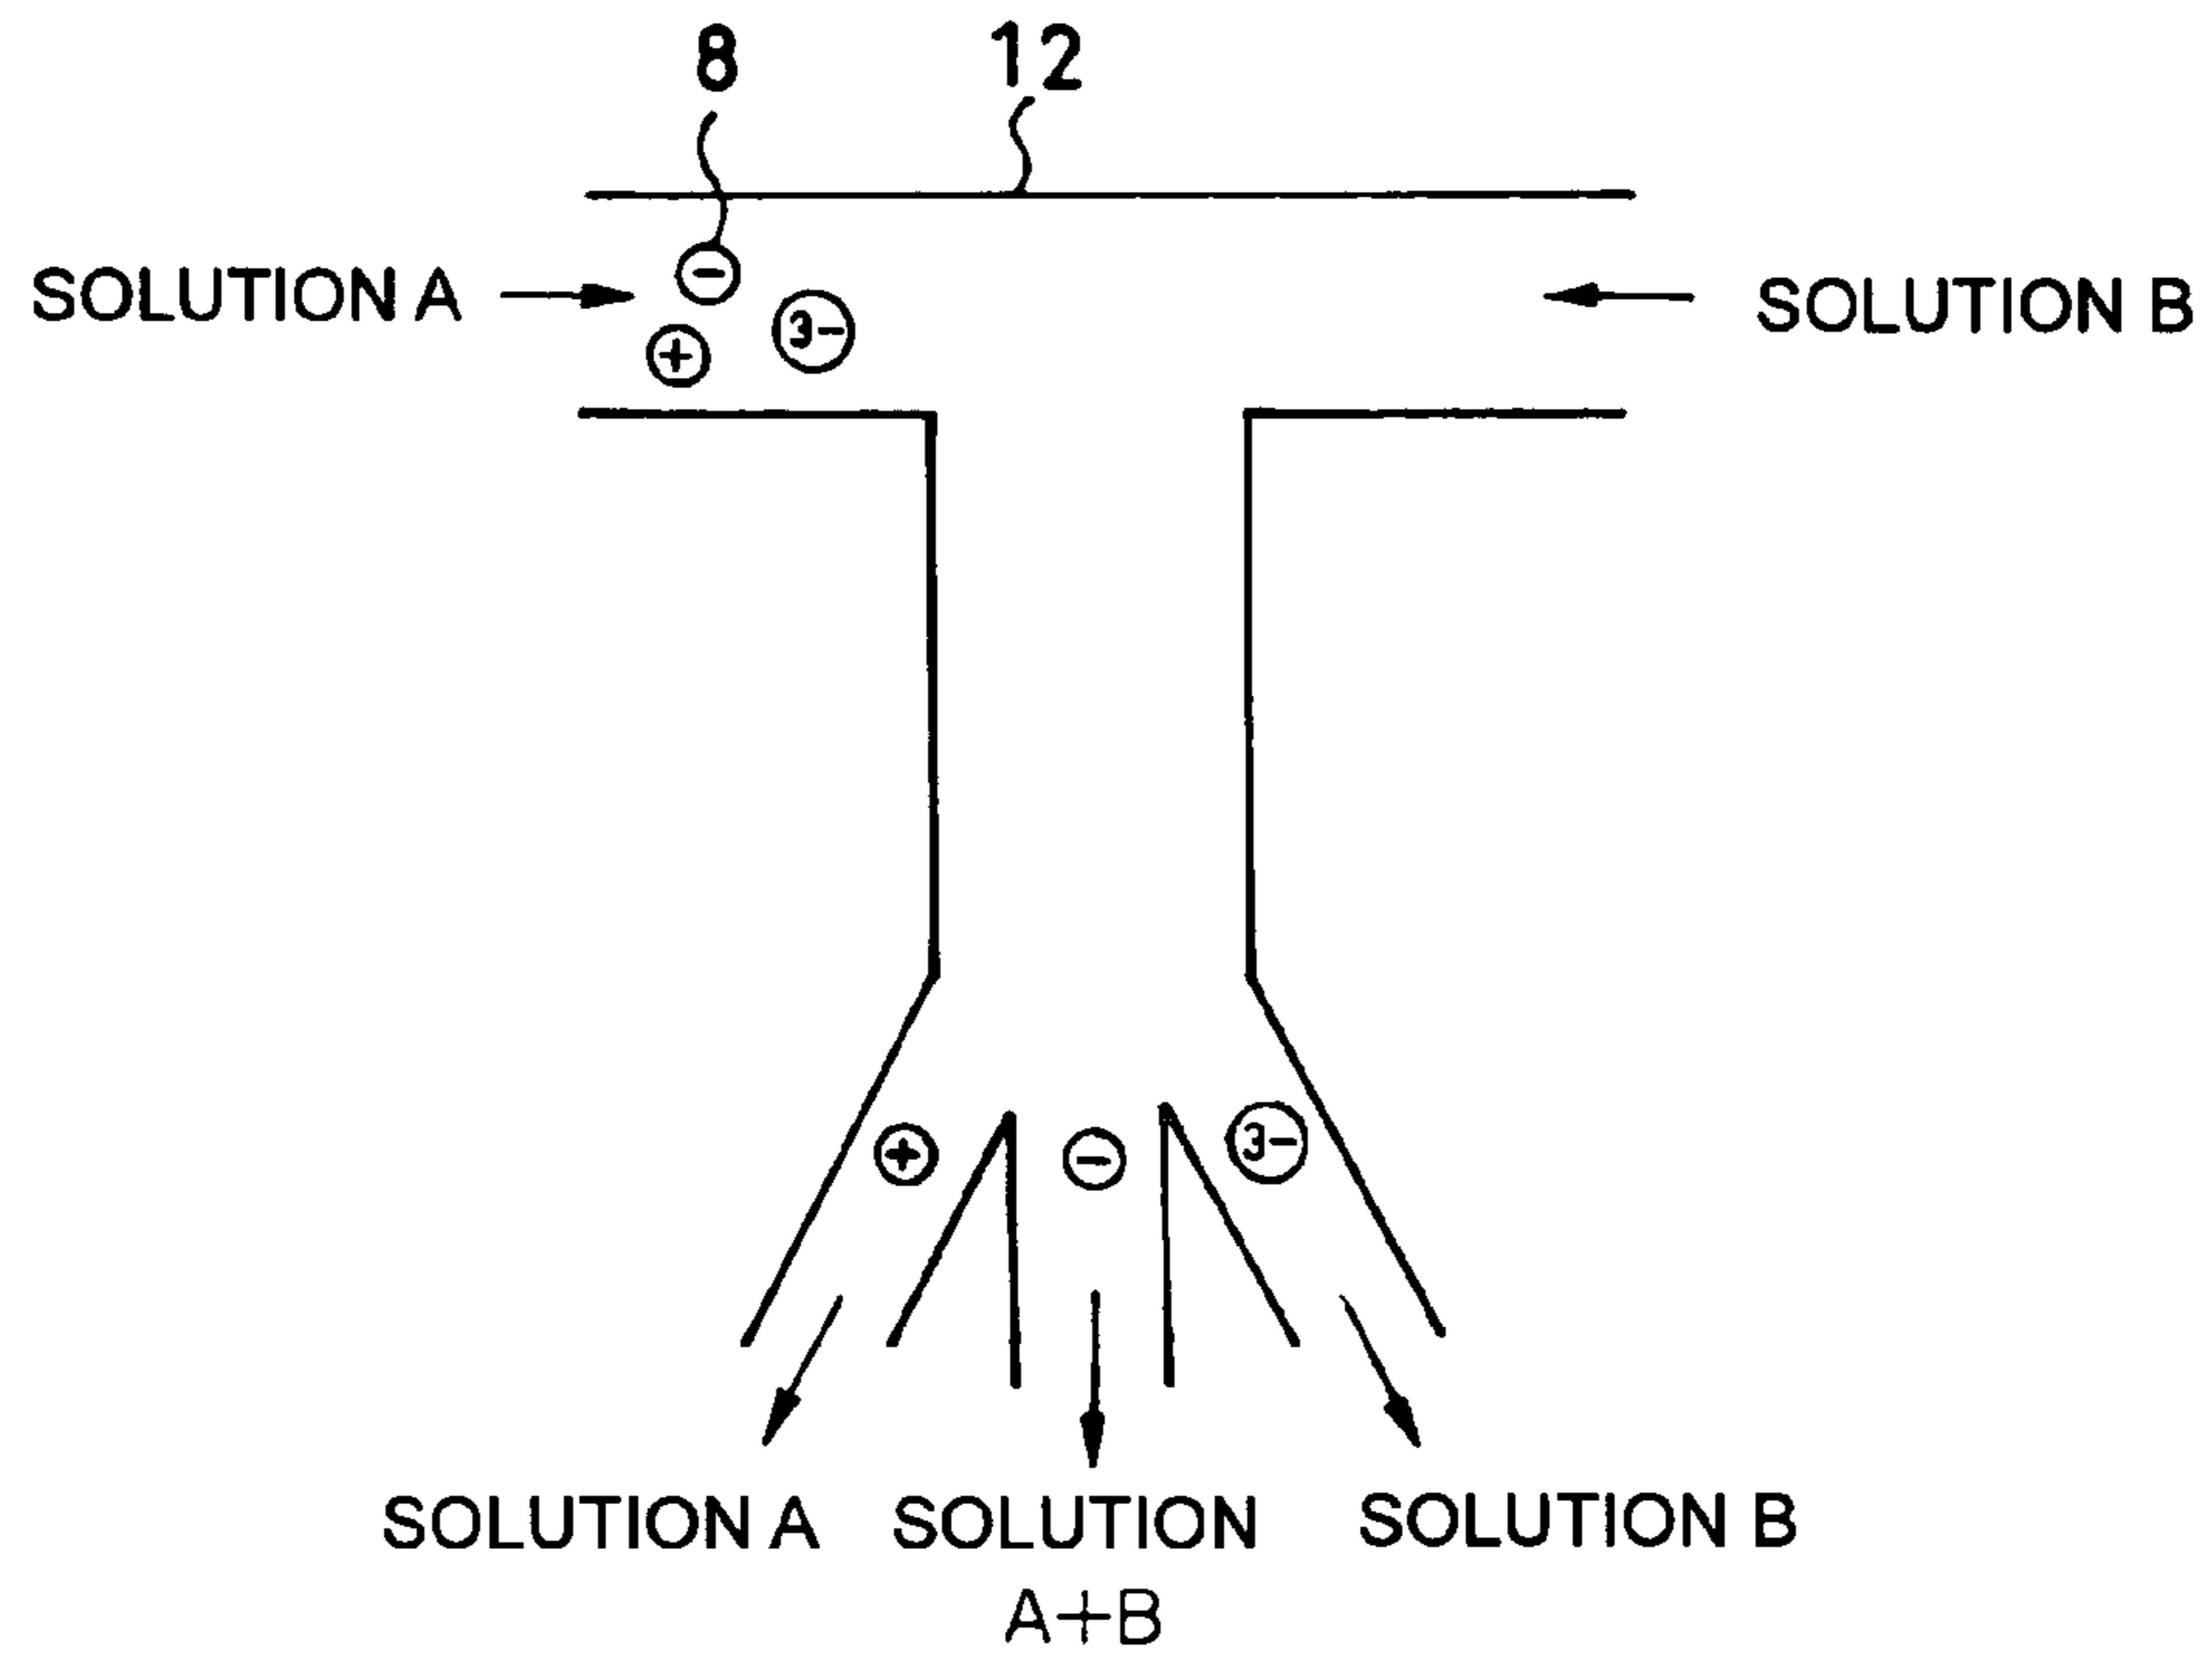 8
12
SOLUTION A
SOLUTION B
⊖
3−
⊕
⊕
⊖
3−
SOLUTION A
SOLUTION
A+B
SOLUTION B